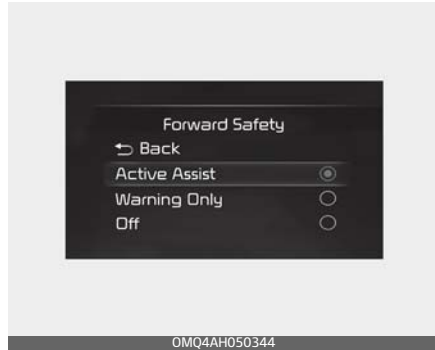 Forward Safety
Back
Active Assist
Warning Only
Off
OMQ4AH050344